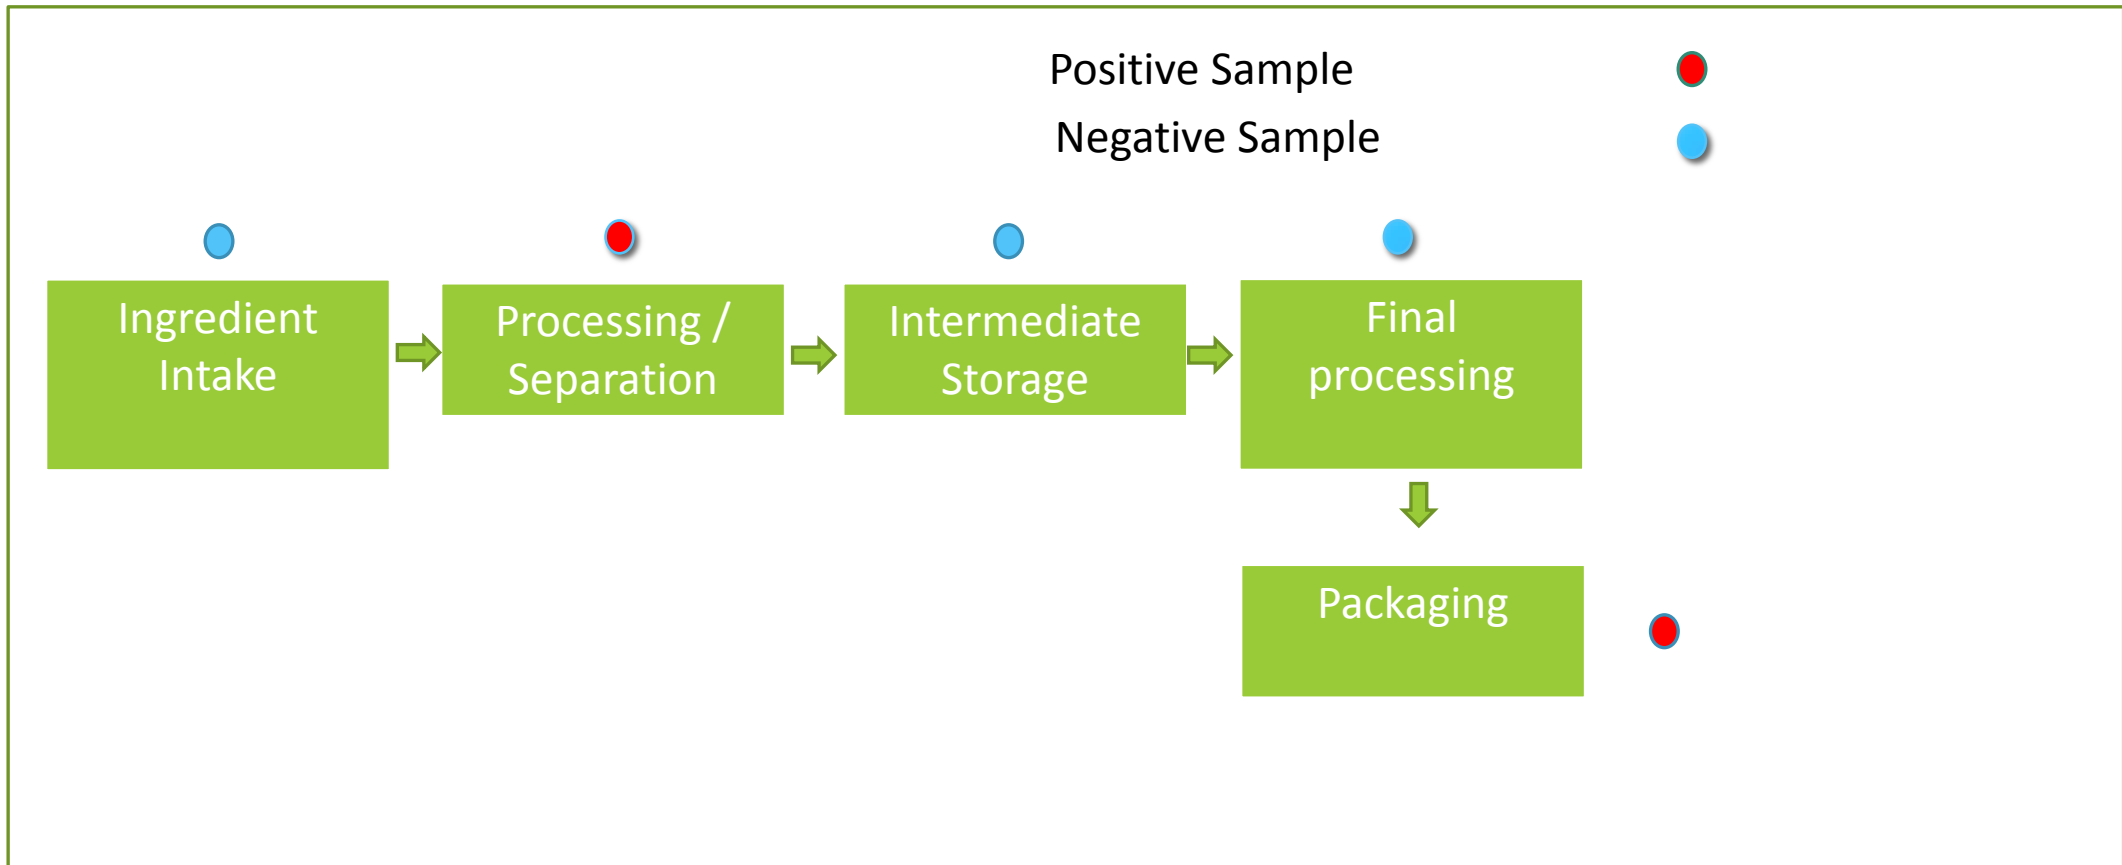 Positive Sample
Negative Sample
Ingredient
Intake
Processing /
Separation
Intermediate
Storage
Final
processing
Packaging